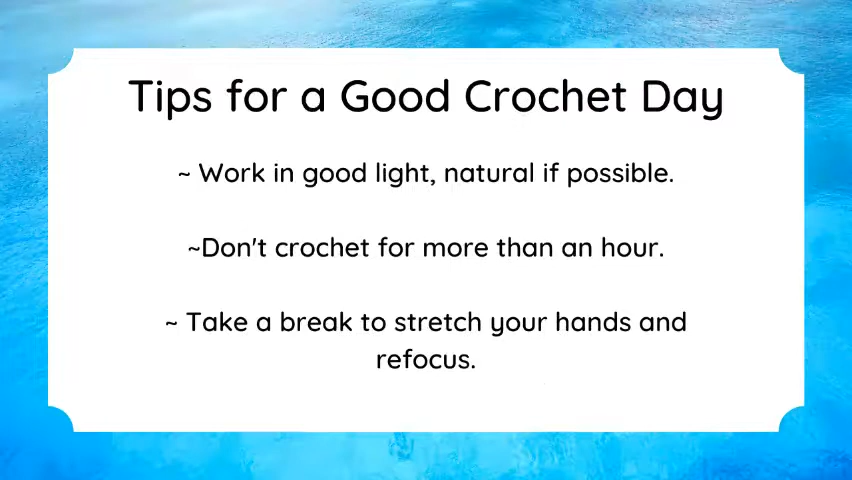 Tips for a Good Crochet Day
~ Work in good light, natural if possible.
~Don't crochet for more than an hour.
~ Take a break to stretch your hands and
refocus.